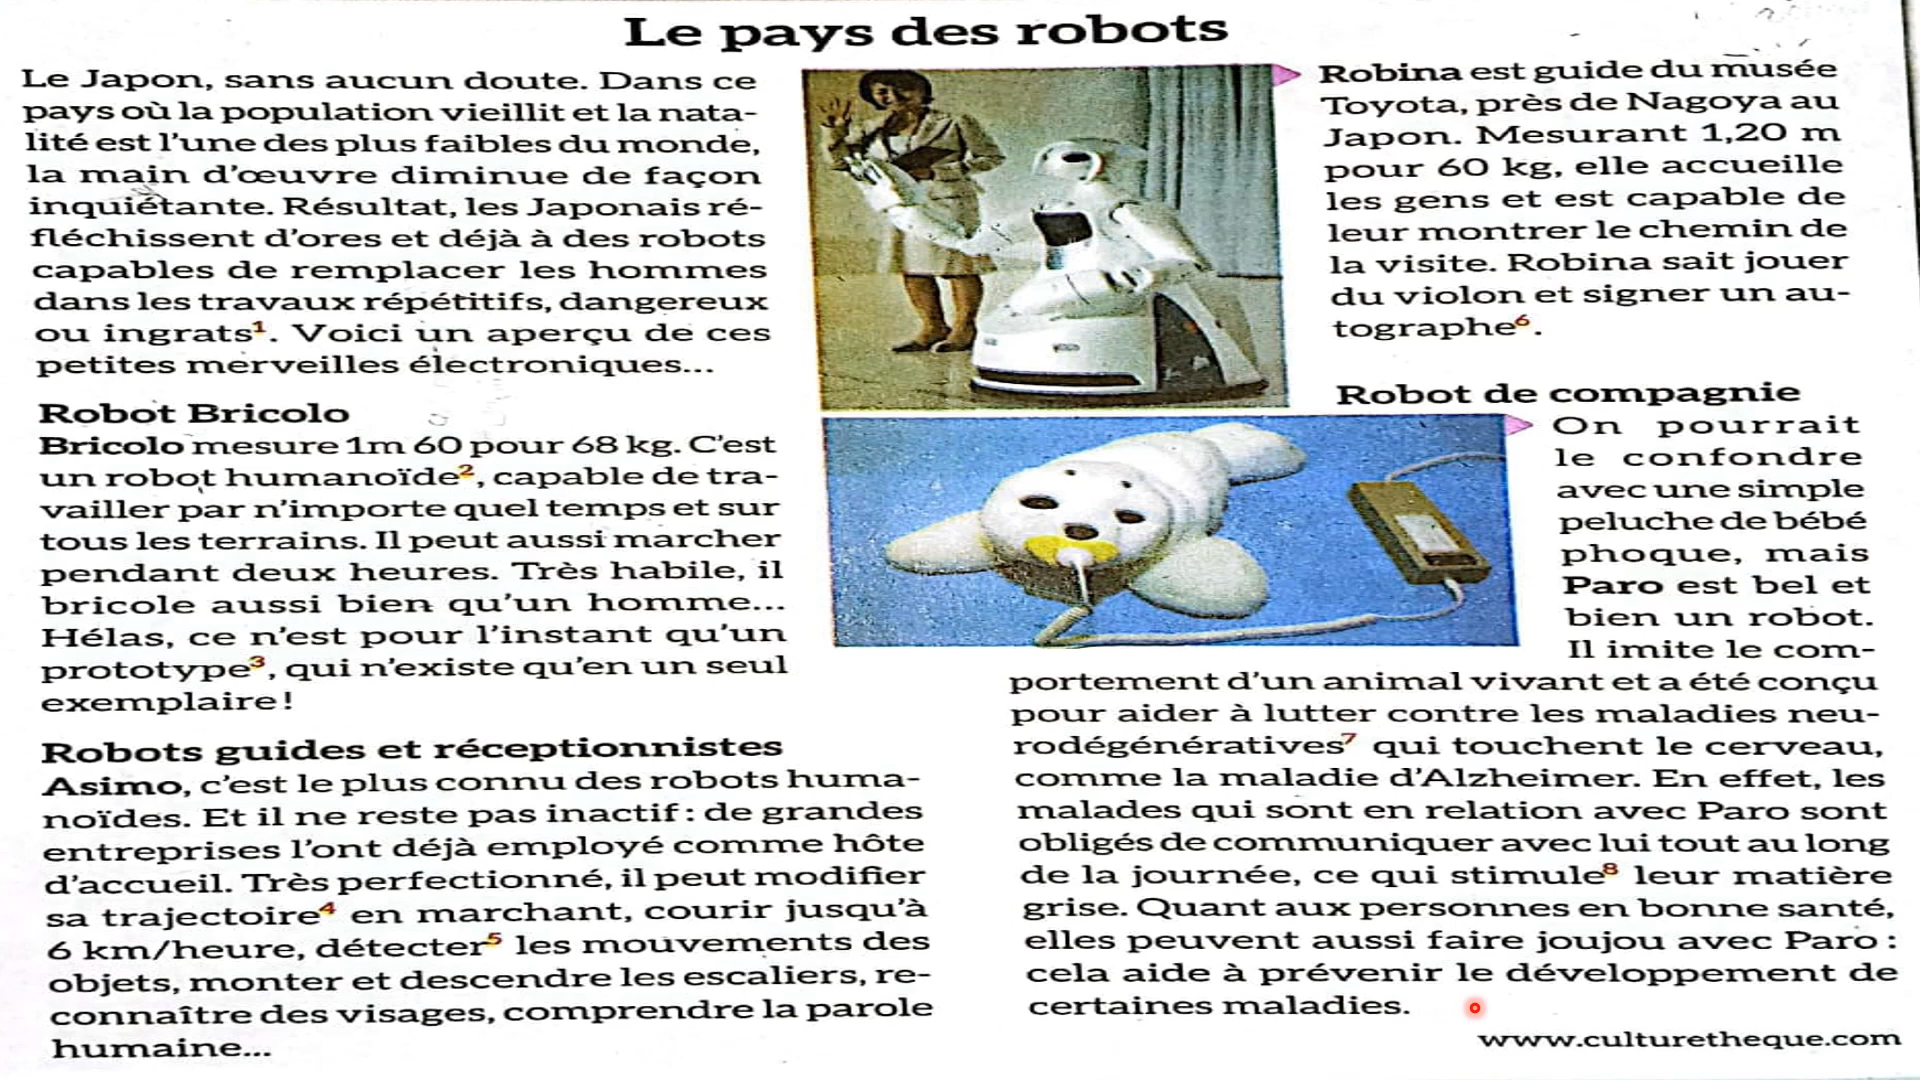 Le pays des robots
Le Japon, sans aucun doute. Dans ce
pays où la population vieillit et la nata-
lité est l'une des plus faibles du monde,
la main d'œuvre diminue de façon
inquiétante. Résultat, les Japonais ré-
fléchissent d'ores et déjà à des robots
capables de remplacer les hommes
dans les travaux répétitifs, dangereux
ou ingrats¹. Voici un aperçu de ces
petites merveilles électroniques...
Robot Bricolo
Bricolo mesure 1m 60 pour 68 kg. C'est
un robot humanoïde², capable de tra-
vailler par n'importe quel temps et sur
tous les terrains. Il peut aussi marcher
pendant deux heures. Très habile, il
bricole aussi bien qu'un homme...
Hélas, ce n'est pour l'instant qu'un
prototype³, qui n'existe qu'en un seul
exemplaire !
Robots guides et réceptionnistes
Asimo, c'est le plus connu des robots huma-
noïdes. Et il ne reste pas inactif : de grandes
entreprises l'ont déjà employé comme hôte
d'accueil. Très perfectionné, il peut modifier
sa trajectoire⁴ en marchant, courir jusqu'à
6 km/heure, détecter⁵ les mouvements des
objets, monter et descendre les escaliers, re-
connaître des visages, comprendre la parole
humaine...
Robina est guide du musée
Toyota, près de Nagoya au
Japon. Mesurant 1,20 m
pour 60 kg, elle accueille
les gens et est capable de
leur montrer le chemin de
la visite. Robina sait jouer
du violon et signer un au-
tographe⁶.
Robot de compagnie
On pourrait
le confondre
avec une simple
peluche de bébé
phoque, mais
Paro est bel et
bien un robot.
Il imite le com-
portement d'un animal vivant et a été conçu
pour aider à lutter contre les maladies neu-
rodégénératives⁷ qui touchent le cerveau,
comme la maladie d'Alzheimer. En effet, les
malades qui sont en relation avec Paro sont
obligés de communiquer avec lui tout au long
de la journée, ce qui stimule⁸ leur matière
grise. Quant aux personnes en bonne santé,
elles peuvent aussi faire joujou avec Paro :
cela aide à prévenir le développement de
certaines maladies.
www.culturetheque.com